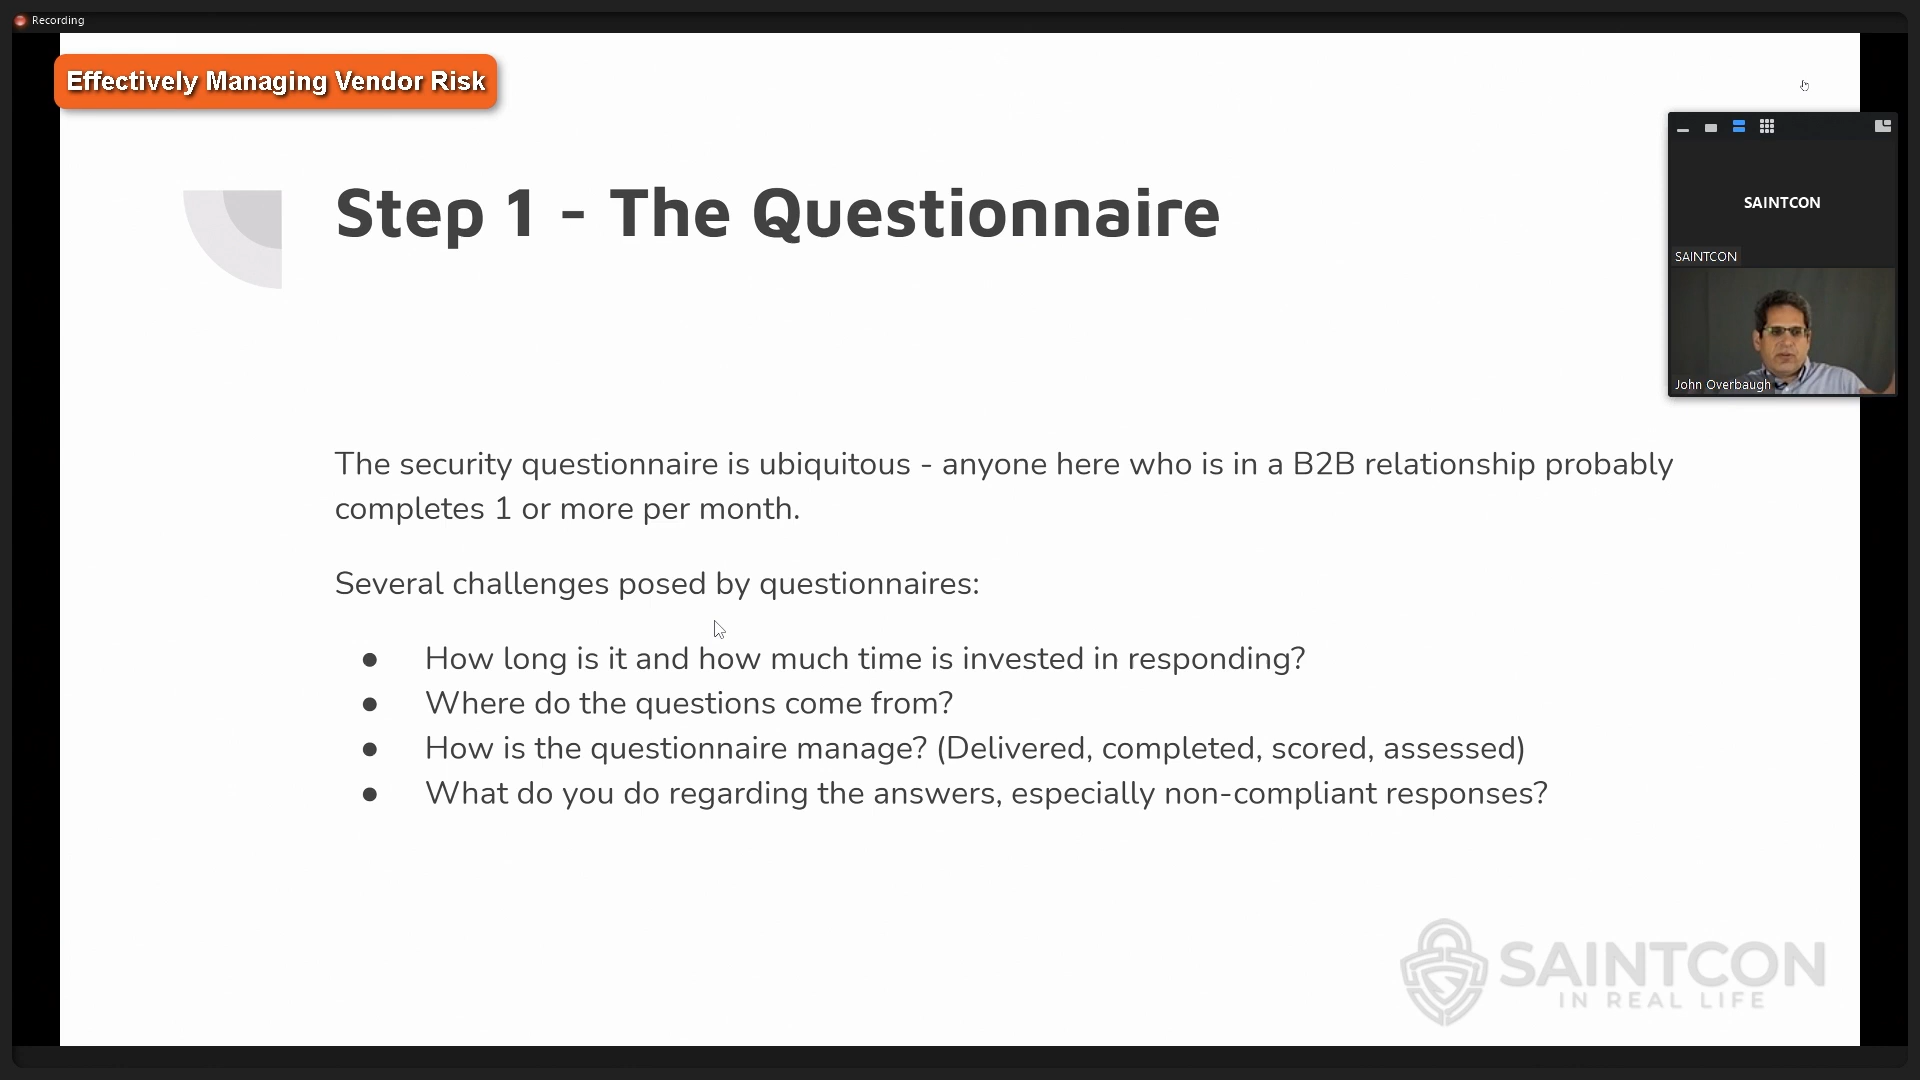 Recording
Effectively Managing Vendor Risk
Step 1 - The Questionnaire
SAINTCON
SAINTCON
John Overbaugh
The security questionnaire is ubiquitous - anyone here who is in a B2B relationship probably
completes 1 or more per month.
Several challenges posed by questionnaires:
● How long is it and how much time is invested in responding?
● Where do the questions come from?
● How is the questionnaire manage? (Delivered, completed, scored, assessed)
● What do you do regarding the answers, especially non-compliant responses?
SAINTCON
IN REAL LIFE